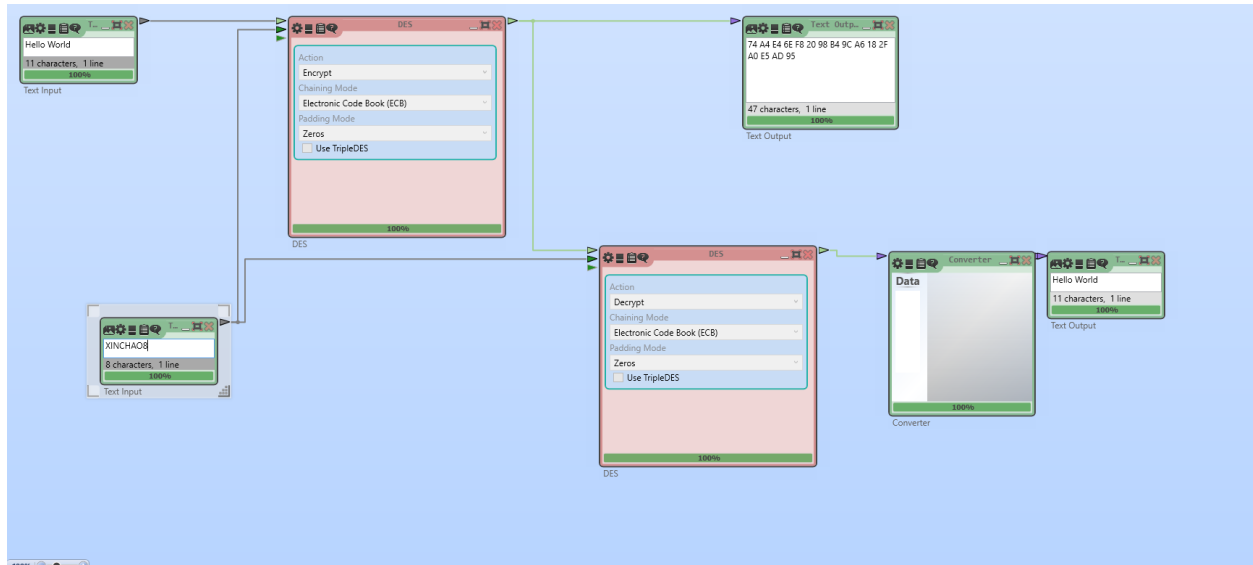 T...
Hello World
11 characters, 1 line
100%
Text Input
DES
Action
Encrypt
Chaining Mode
Electronic Code Book (ECB)
Padding Mode
Zeros
Use TripleDES
100%
DES
Text Outp...
74 A4 E4 6E F8 20 98 B4 9C A6 18 2F
A0 E5 AD 95
47 characters, 1 line
100%
Text Output
T...
XINCHAO8
8 characters, 1 line
100%
Text Input
DES
Action
Decrypt
Chaining Mode
Electronic Code Book (ECB)
Padding Mode
Zeros
Use TripleDES
100%
DES
Converter
Data
100%
Converter
T...
Hello World
11 characters, 1 line
100%
Text Output